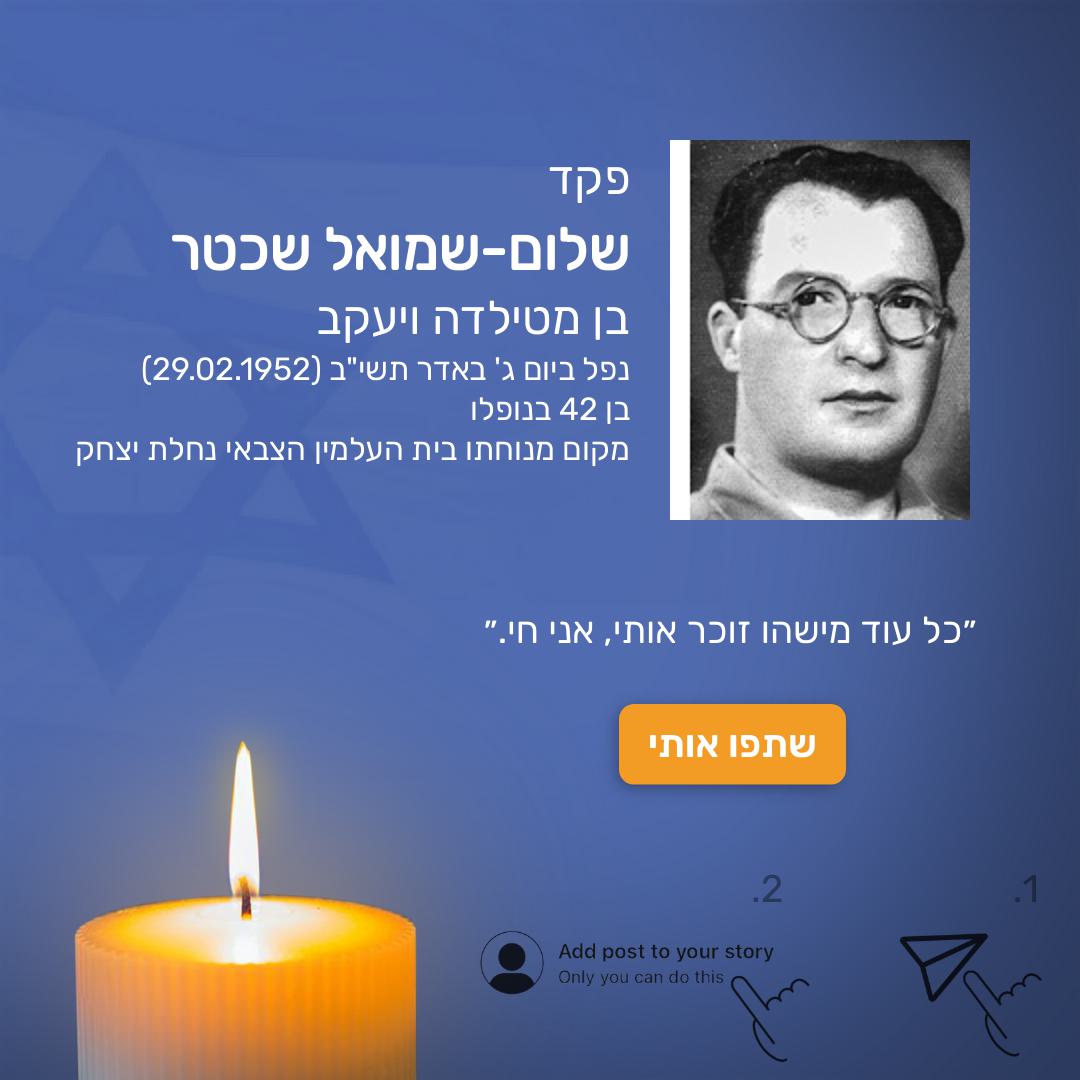 פקד
שלום-שמואל שכטר
בן מטילדה ויעקב
נפל ביום ג' באדר תשי"ב (29.02.1952)
בן 42 בנופלו
מקום מנוחתו בית העלמין הצבאי נחלת יצחק
״כל עוד מישהו זוכר אותי, אני חי.״
שתפו אותי
.1
.2
Add post to your story
Only you can do this